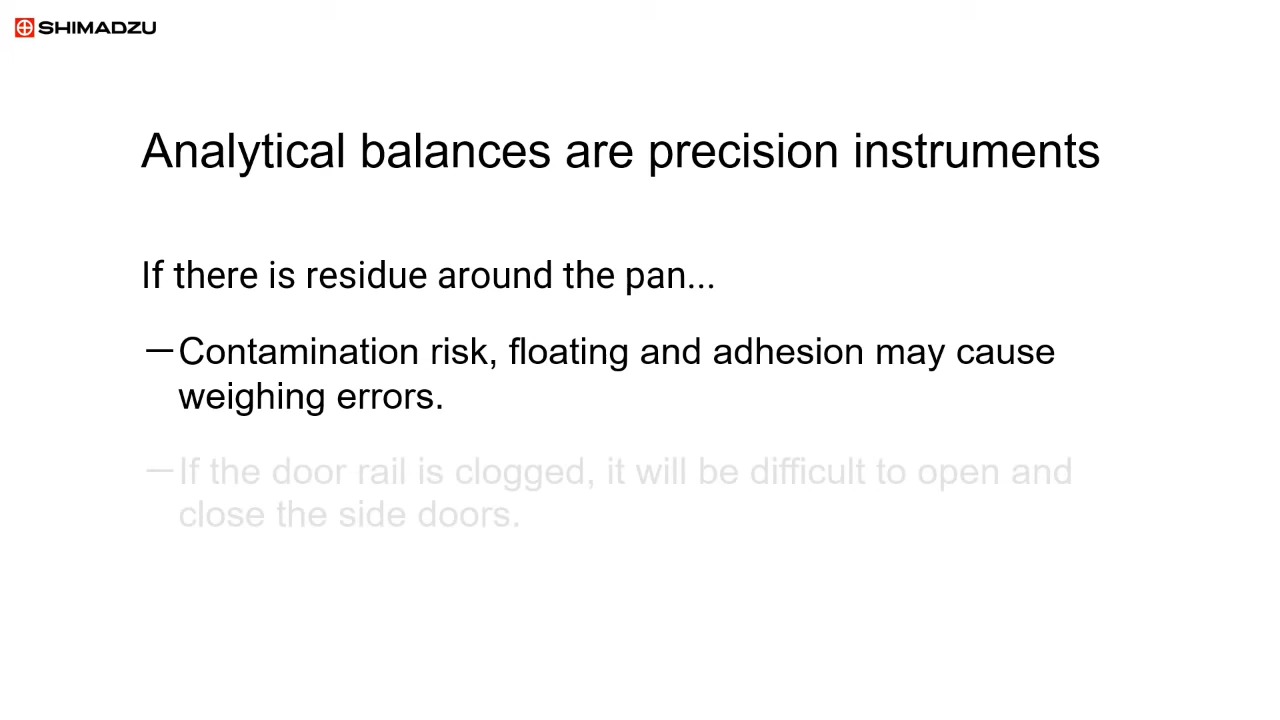 SHIMADZU
Analytical balances are precision instruments
If there is residue around the pan...
—Contamination risk, floating and adhesion may cause
weighing errors.
—If the door rail is clogged, it will be difficult to open and
close the side doors.